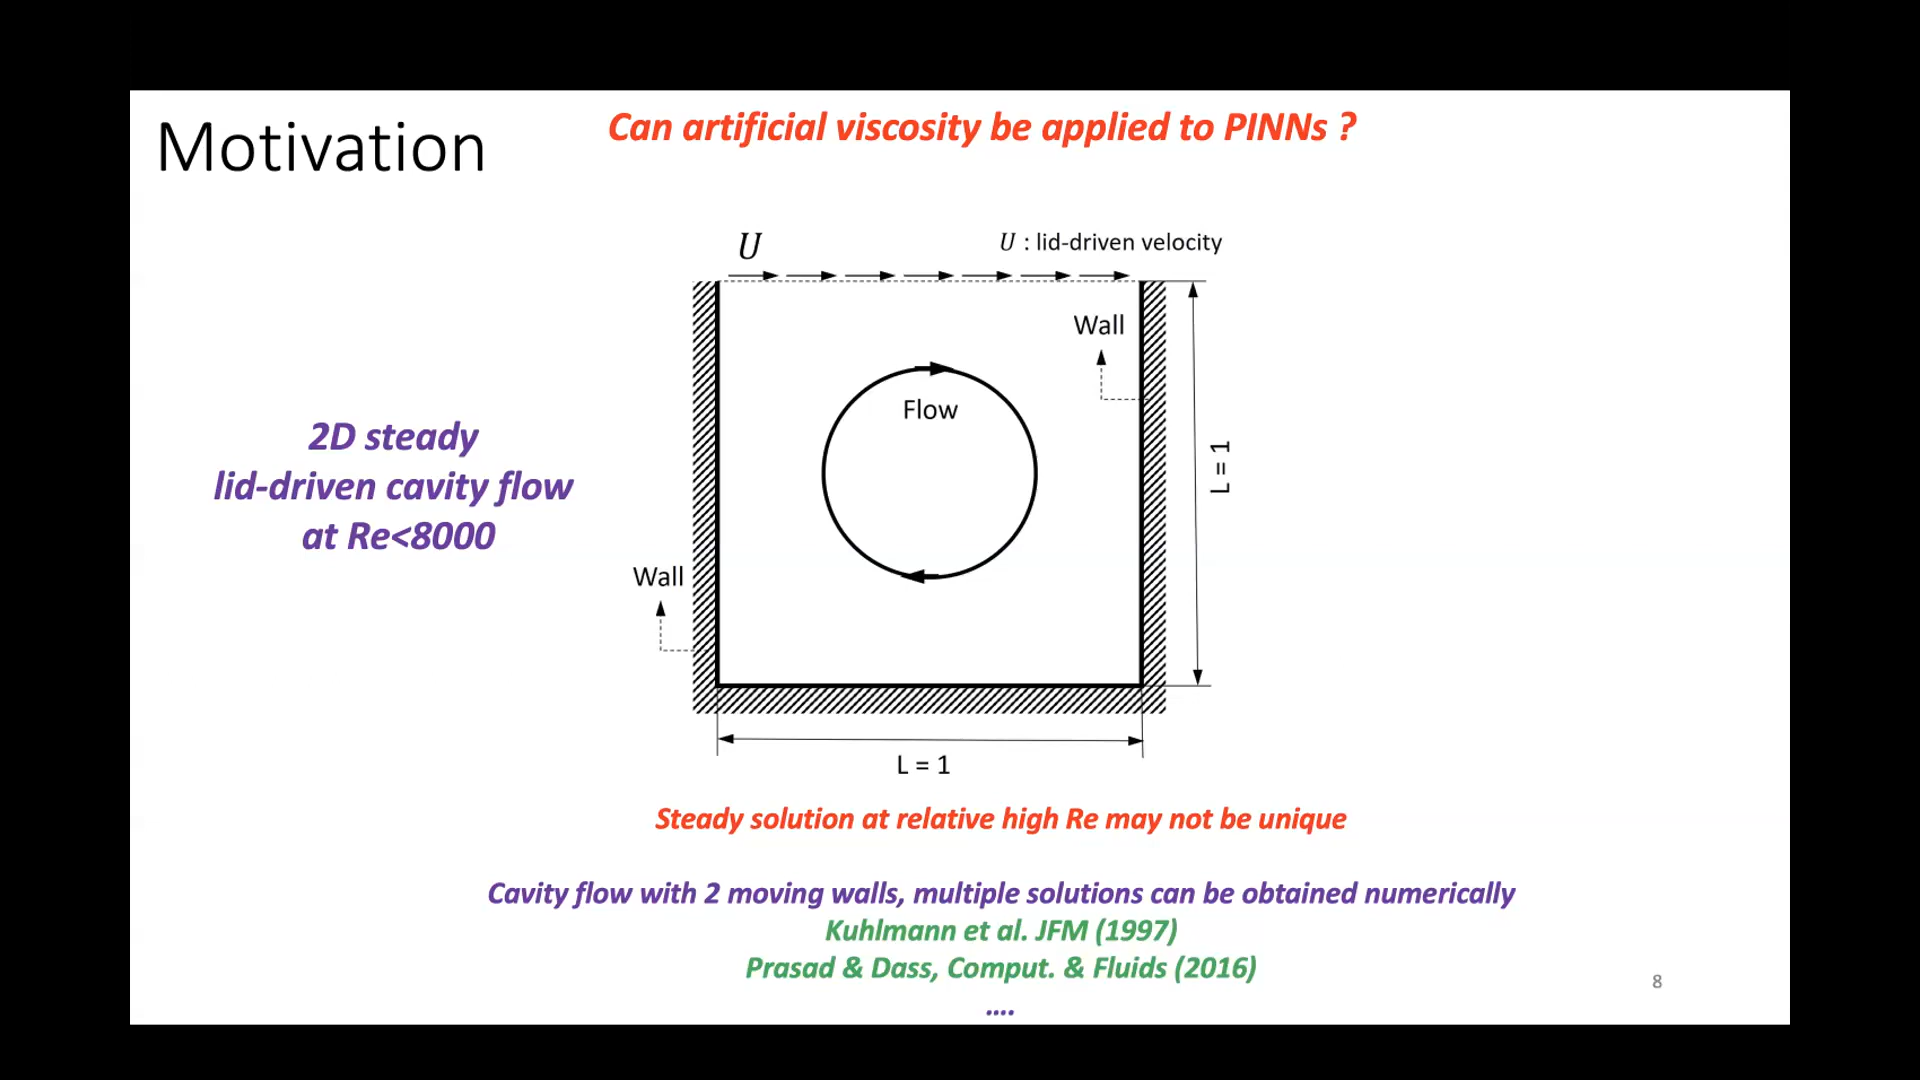 Motivation
Can artificial viscosity be applied to PINNs ?
U
U : lid-driven velocity
Wall
Flow
L = 1
2D steady
lid-driven cavity flow
at Re<8000
Wall
L = 1
Steady solution at relative high Re may not be unique
Cavity flow with 2 moving walls, multiple solutions can be obtained numerically
Kuhlmann et al. JFM (1997)
Prasad & Dass, Comput. & Fluids (2016)
....
8